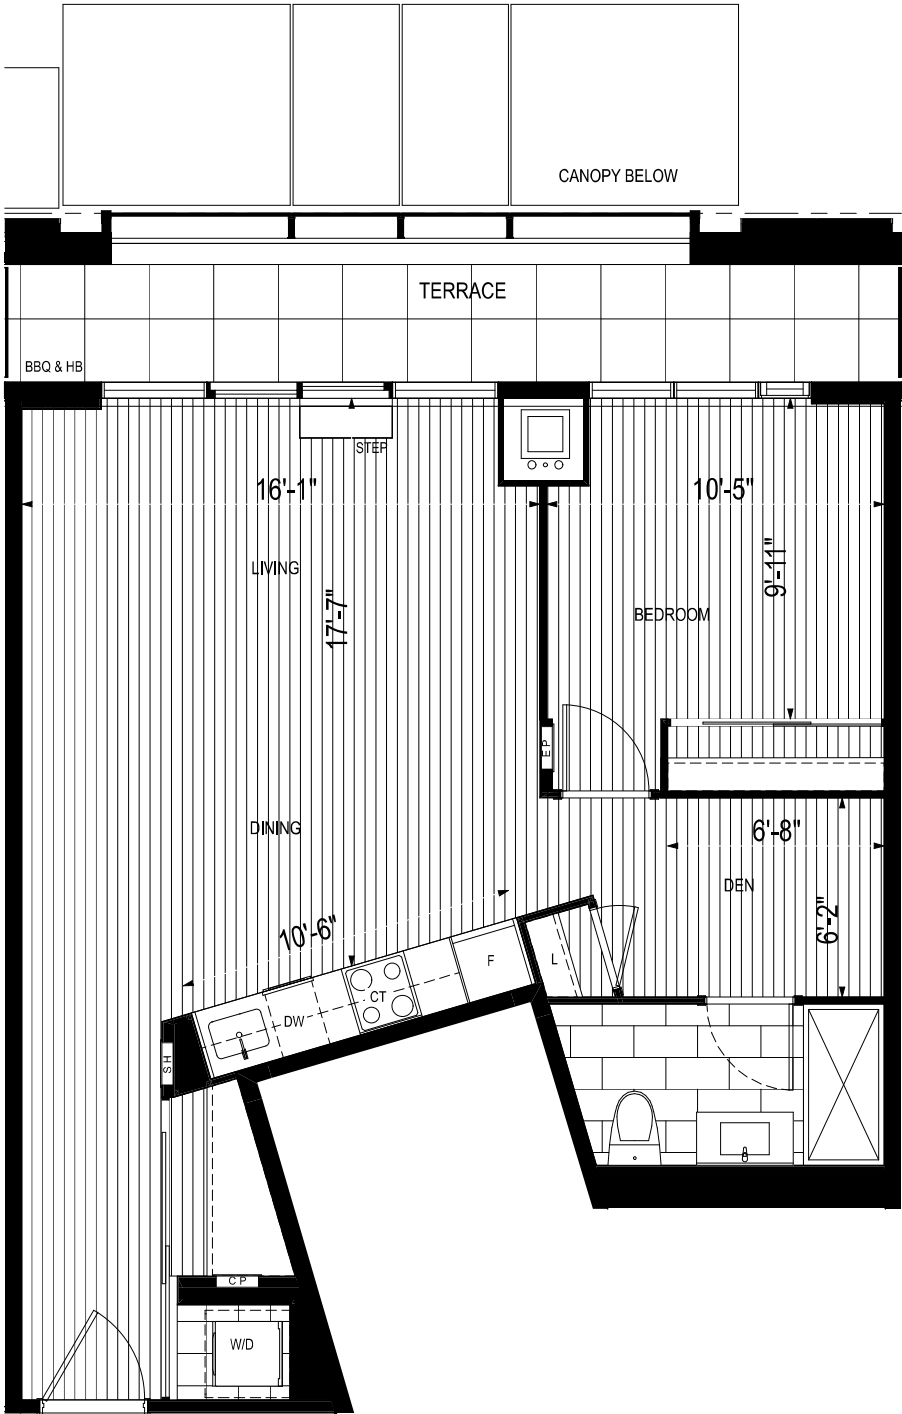 CANOPY BELOW
TERRACE
BBQ & HB
STEP
16'-1"
10'-5"
9'-11"
LIVING
17'-7"
BEDROOM
EP
DINING
6'-8"
DEN
6'-2"
10'-6"
F
L
CT
DW
SH
CP
W/D